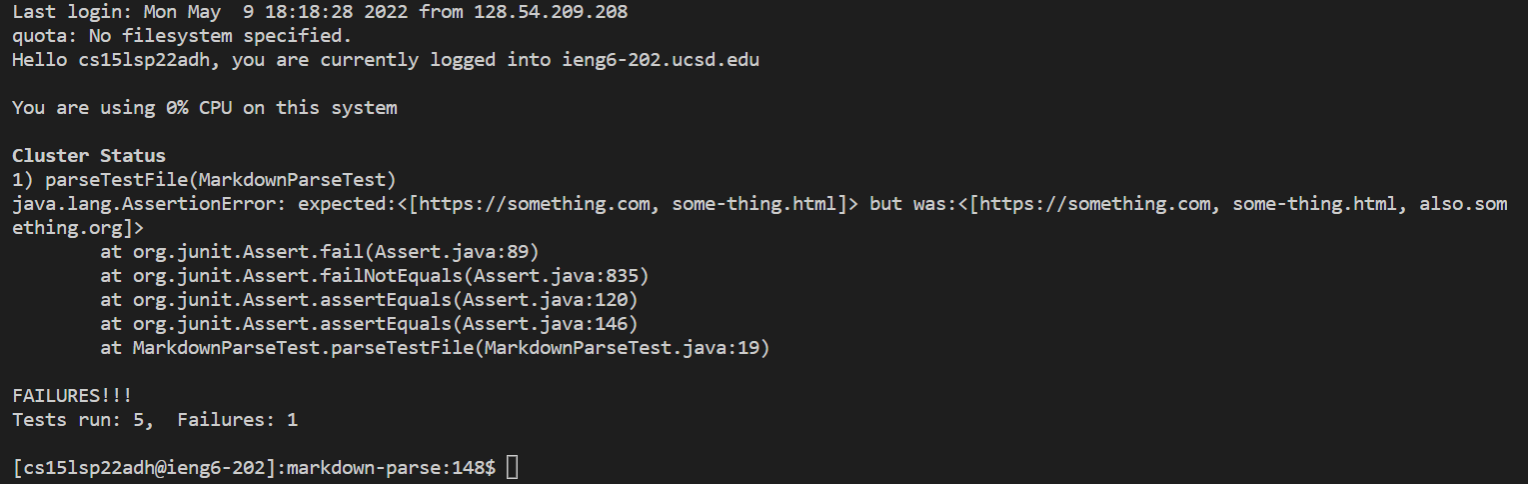 Last login: Mon May  9 18:18:28 2022 from 128.54.209.208
quota: No filesystem specified.
Hello cs15lsp22adh, you are currently logged into ieng6-202.ucsd.edu
You are using 0% CPU on this system
Cluster Status
1) parseTestFile(MarkdownParseTest)
java.lang.AssertionError: expected:<[https://something.com, some-thing.html]> but was:<[https://something.com, some-thing.html, also.som
ething.org]>
        at org.junit.Assert.fail(Assert.java:89)
        at org.junit.Assert.failNotEquals(Assert.java:835)
        at org.junit.Assert.assertEquals(Assert.java:120)
        at org.junit.Assert.assertEquals(Assert.java:146)
        at MarkdownParseTest.parseTestFile(MarkdownParseTest.java:19)
FAILURES!!!
Tests run: 5,  Failures: 1
[cs15lsp22adh@ieng6-202]:markdown-parse:148$